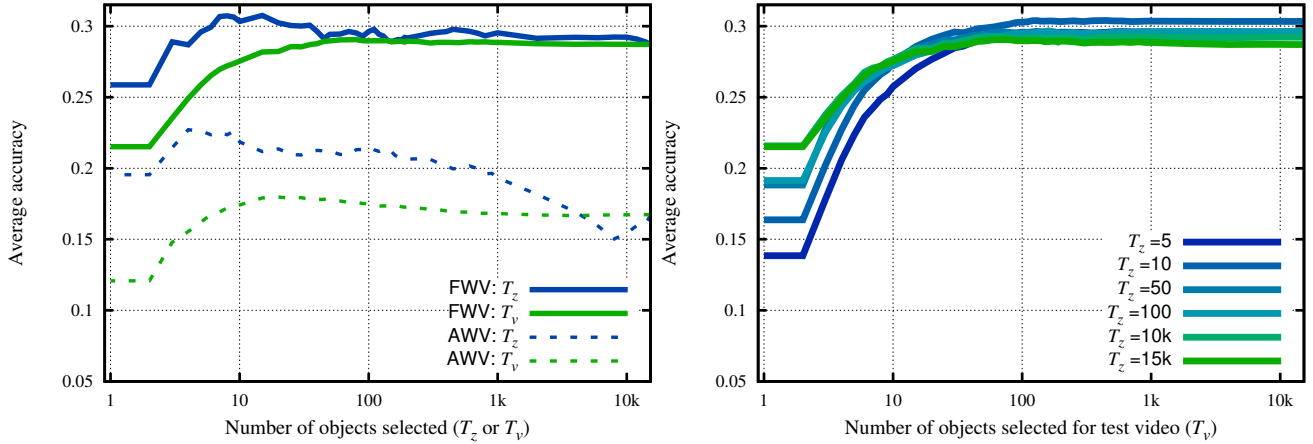 0.3
0.25
0.2
0.15
0.1
0.05
Average accuracy
FWV: T_z
FWV: T_v
AWV: T_z
AWV: T_v
1
10
100
1000
10k
Number of objects selected (T_z or T_v)
0.3
0.25
0.2
0.15
0.1
0.05
Average accuracy
T_z =5
T_z =10
T_z =50
T_z =100
T_z =10k
T_z =15k
1
10
100
1000
10k
Number of objects selected for test video (T_v)